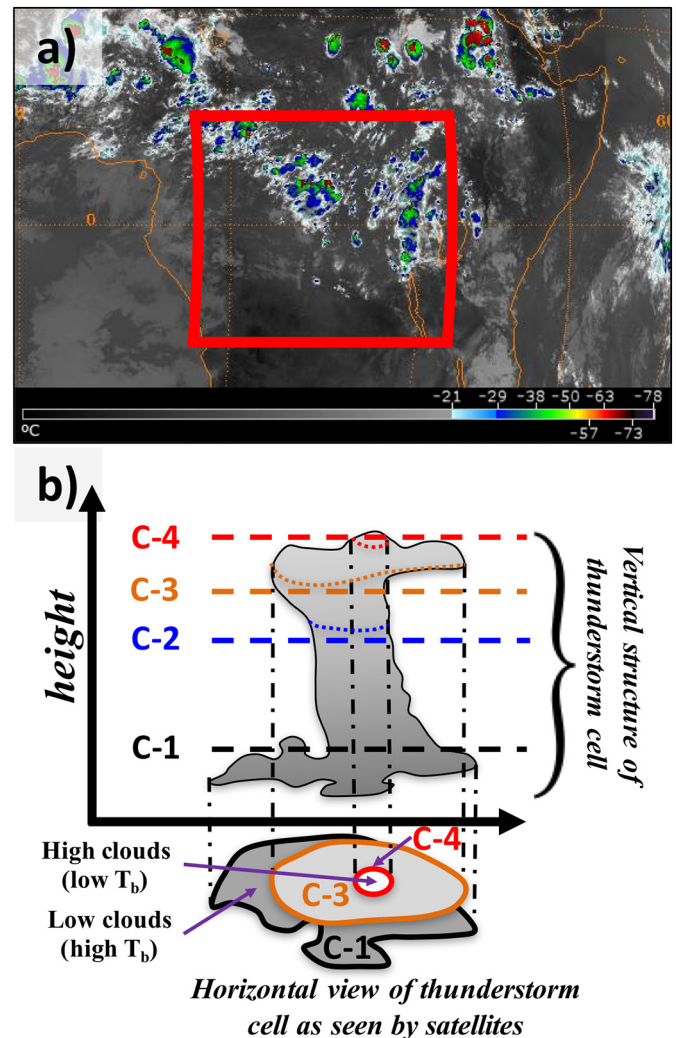 a)
0
60
0
-21 -29 -38 -50 -63 -78
ºC
-57 -73
b)
height
C-4
C-3
C-2
C-1
Vertical structure of
thunderstorm cell
High clouds
(low Tb)
Low clouds
(high Tb)
C-4
C-3
C-1
Horizontal view of thunderstorm
cell as seen by satellites